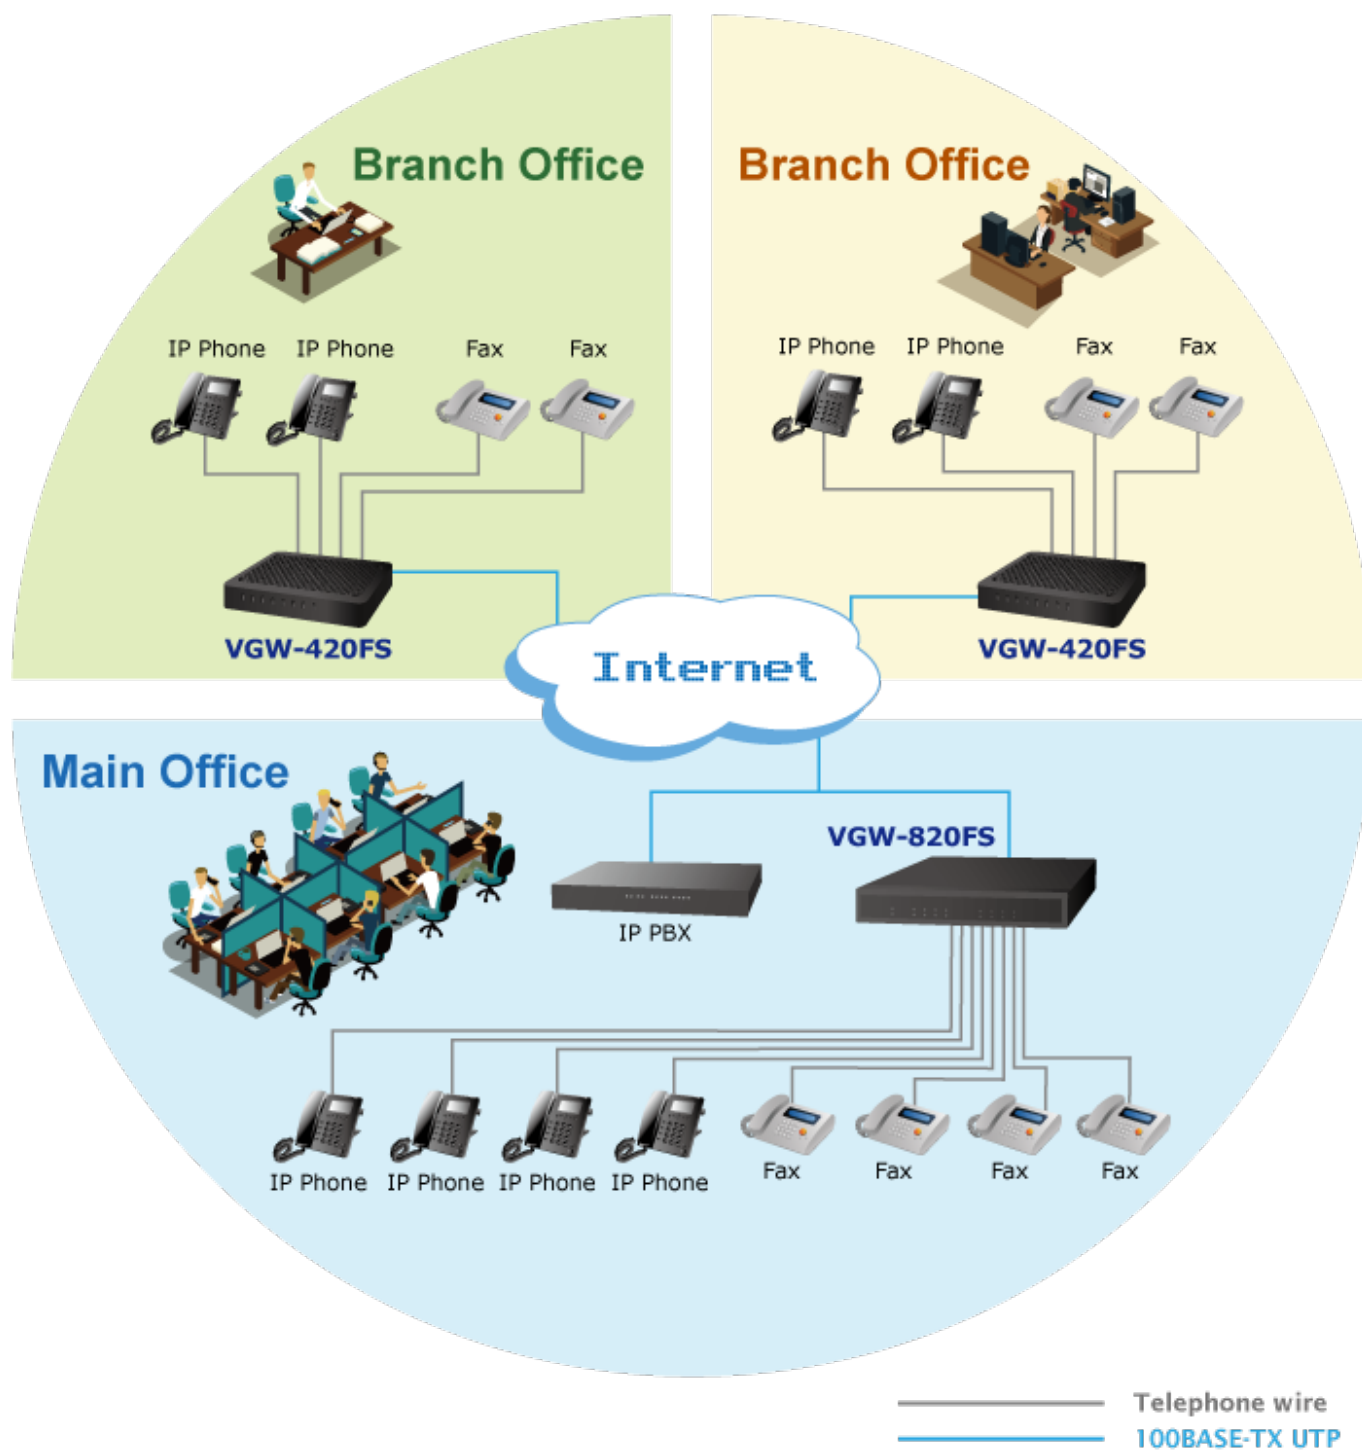 Branch Office
Branch Office
IP Phone
IP Phone
Fax
Fax
IP Phone
IP Phone
Fax
Fax
VGW-420FS
VGW-420FS
Internet
Main Office
VGW-820FS
IP PBX
IP Phone
IP Phone
IP Phone
IP Phone
Fax
Fax
Fax
Fax
Telephone wire
100BASE-TX UTP